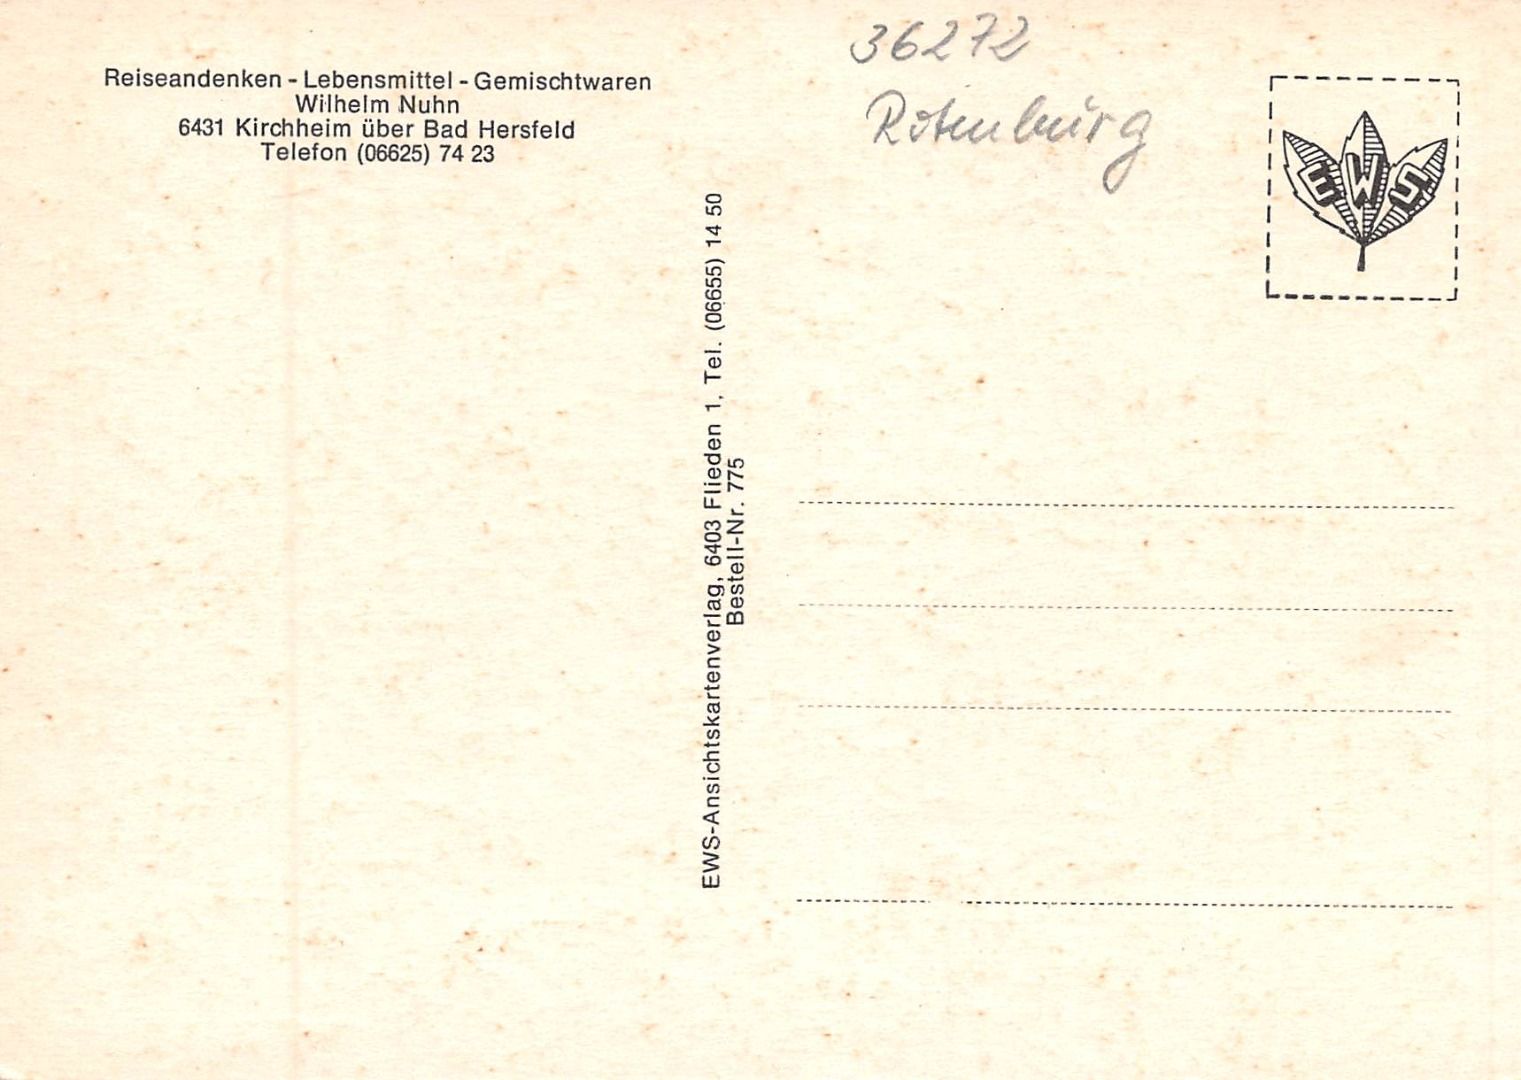 Reiseandenken - Lebensmittel - Gemischtwaren
Wilhelm Nuhn
6431 Kirchheim über Bad Hersfeld
Telefon (06625) 74 23
EWS-Ansichtskartenverlag, 6403 Flieden 1, Tel. (06655) 14 50
Bestell-Nr. 775
36272
Rotenburg
EWS